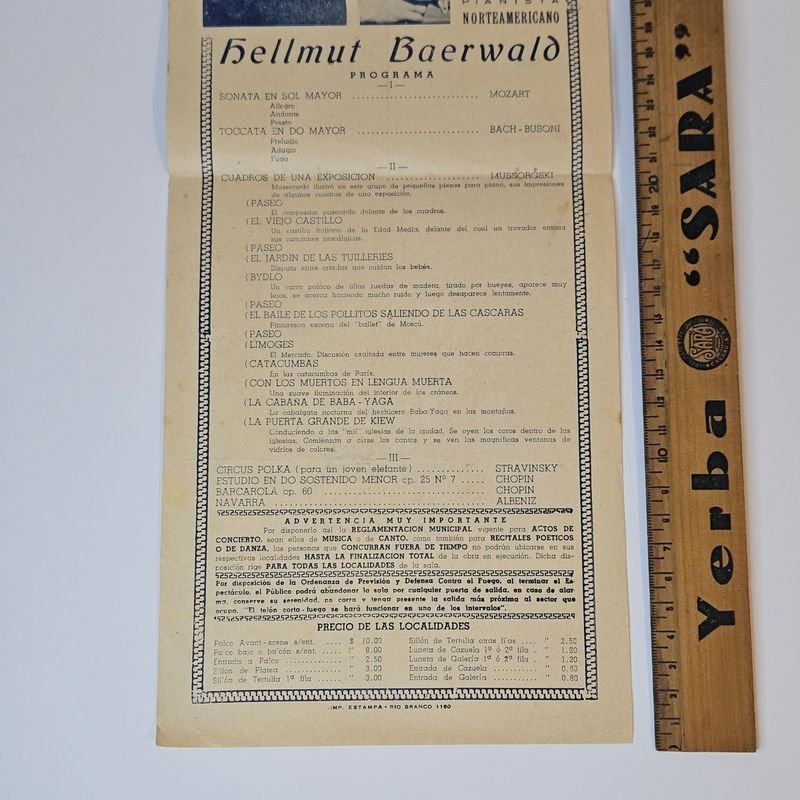 PIANISTA
NORTEAMERICANO
Hellmut Baerwald
PROGRAMA
—I—
SONATA EN SOL MAYOR .......................... MOZART
Allegro
Andante
Presto
TOCCATA EN DO MAYOR .......................... BACH - BUSONI
Preludio
Adagio
Fuga
—II—
CUADROS DE UNA EXPOSICION .................... MUSSORGSKI
Mussorgski ilustró en este grupo de pequeñas piezas para piano, sus impresiones
de algunos cuadros de una exposición.
(PASEO
El compositor paseando delante de los cuadros.
(EL VIEJO CASTILLO
Un castillo italiano de la Edad Media, delante del cual un trovador entona
sus canciones nostálgicas.
(PASEO
(EL JARDIN DE LAS TUILLERIES
Disputa entre criadas que cuidan los bebés.
(BYDLO
Un carro polaco de altas ruedas de madera, tirado por bueyes, aparece muy
lejos, se acerca haciendo mucho ruido y luego desaparece lentamente.
(PASEO
(EL BAILE DE LOS POLLITOS SALIENDO DE LAS CASCARAS
Pintoresca escena del "ballet" de Moscú.
(PASEO
(LIMOGES
El Mercado. Discusión exaltada entre mujeres que hacen compras.
(CATACUMBAS
En las catacumbas de París.
(CON LOS MUERTOS EN LENGUA MUERTA
Una suave iluminación del interior de los cráneos.
(LA CABAÑA DE BABA - YAGA
La cabalgata nocturna del hechicero Baba-Yaga en las montañas.
(LA PUERTA GRANDE DE KIEW
Conduciendo a las "mil" iglesias de la ciudad. Se oyen los coros dentro de las
iglesias. Comienzan a oirse los cantos y se ven las magníficas ventanas de
vidrios de colores.
—III—
CIRCUS POLKA (para un joven elefante) .............. STRAVINSKY
ESTUDIO EN DO SOSTENIDO MENOR op. 25 Nº 7 ..... CHOPIN
BARCAROLA op. 60 ................................. CHOPIN
NAVARRA ............................................. ALBENIZ
ADVERTENCIA MUY IMPORTANTE
Por disponerlo así la REGLAMENTACION MUNICIPAL vigente para ACTOS DE
CONCIERTO, sean ellos de MUSICA o de CANTO, como también para RECITALES POETICOS
O DE DANZA, las personas que CONCURRAN FUERA DE TIEMPO no podrán ubicarse en sus
respectivas localidades HASTA LA FINALIZACION TOTAL de la obra en ejecución. Dicha dis-
posición rige PARA TODAS LAS LOCALIDADES de la sala.
Por disposición de la Ordenanza de Previsión y Defensa Contra el Fuego, al terminar el Es-
pectáculo, el Público podrá abandonar la sala por cualquier puerta de salida, en caso de alar
ma, conserve su serenidad, no corra y tenga presente la salida más próxima al sector que
ocupa. "El telón corta-fuego se hará funcionar en uno de los intervalos".
PRECIO DE LAS LOCALIDADES
Palco Avant-scene s/ent. ..... $ 10.00
Palco bajo o balcón s/ent. ..... " 8.00
Entrada a Palco ............... " 2.50
Sillón de Platea ................ " 3.00
Sillón de Tertulia 1ª fila ....... " 3.00
Sillón de Tertulia otras filas .... " 2.50
Luneta de Cazuela 1ª ó 2ª fila . " 1.20
Luneta de Galería 1ª ó 2ª fila . " 1.20
Entrada de Cazuela ............ " 0.80
Entrada de Galería ........... " 0.80
IMP. ESTAMPA - RIO BRANCO 1160
Yerba "SARA"
SARA